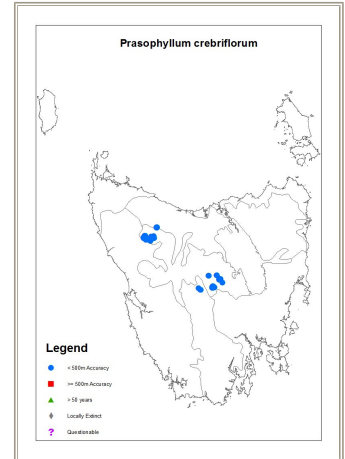 Prasophyllum crebriflorum
Legend
< 500m Accuracy
>= 500m Accuracy
> 50 years
Locally Extinct
? Questionable